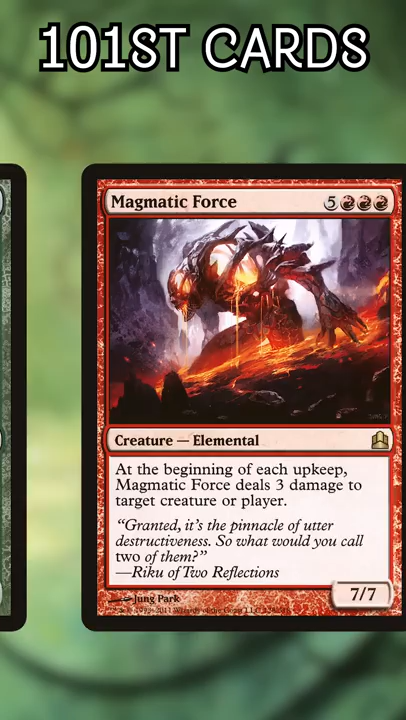 101ST CARDS
Magmatic Force 5
Creature — Elemental
At the beginning of each upkeep,
Magmatic Force deals 3 damage to
target creature or player.
“Granted, it’s the pinnacle of utter
destructiveness. So what would you call
two of them?”
—Riku of Two Reflections
7/7
Jung Park